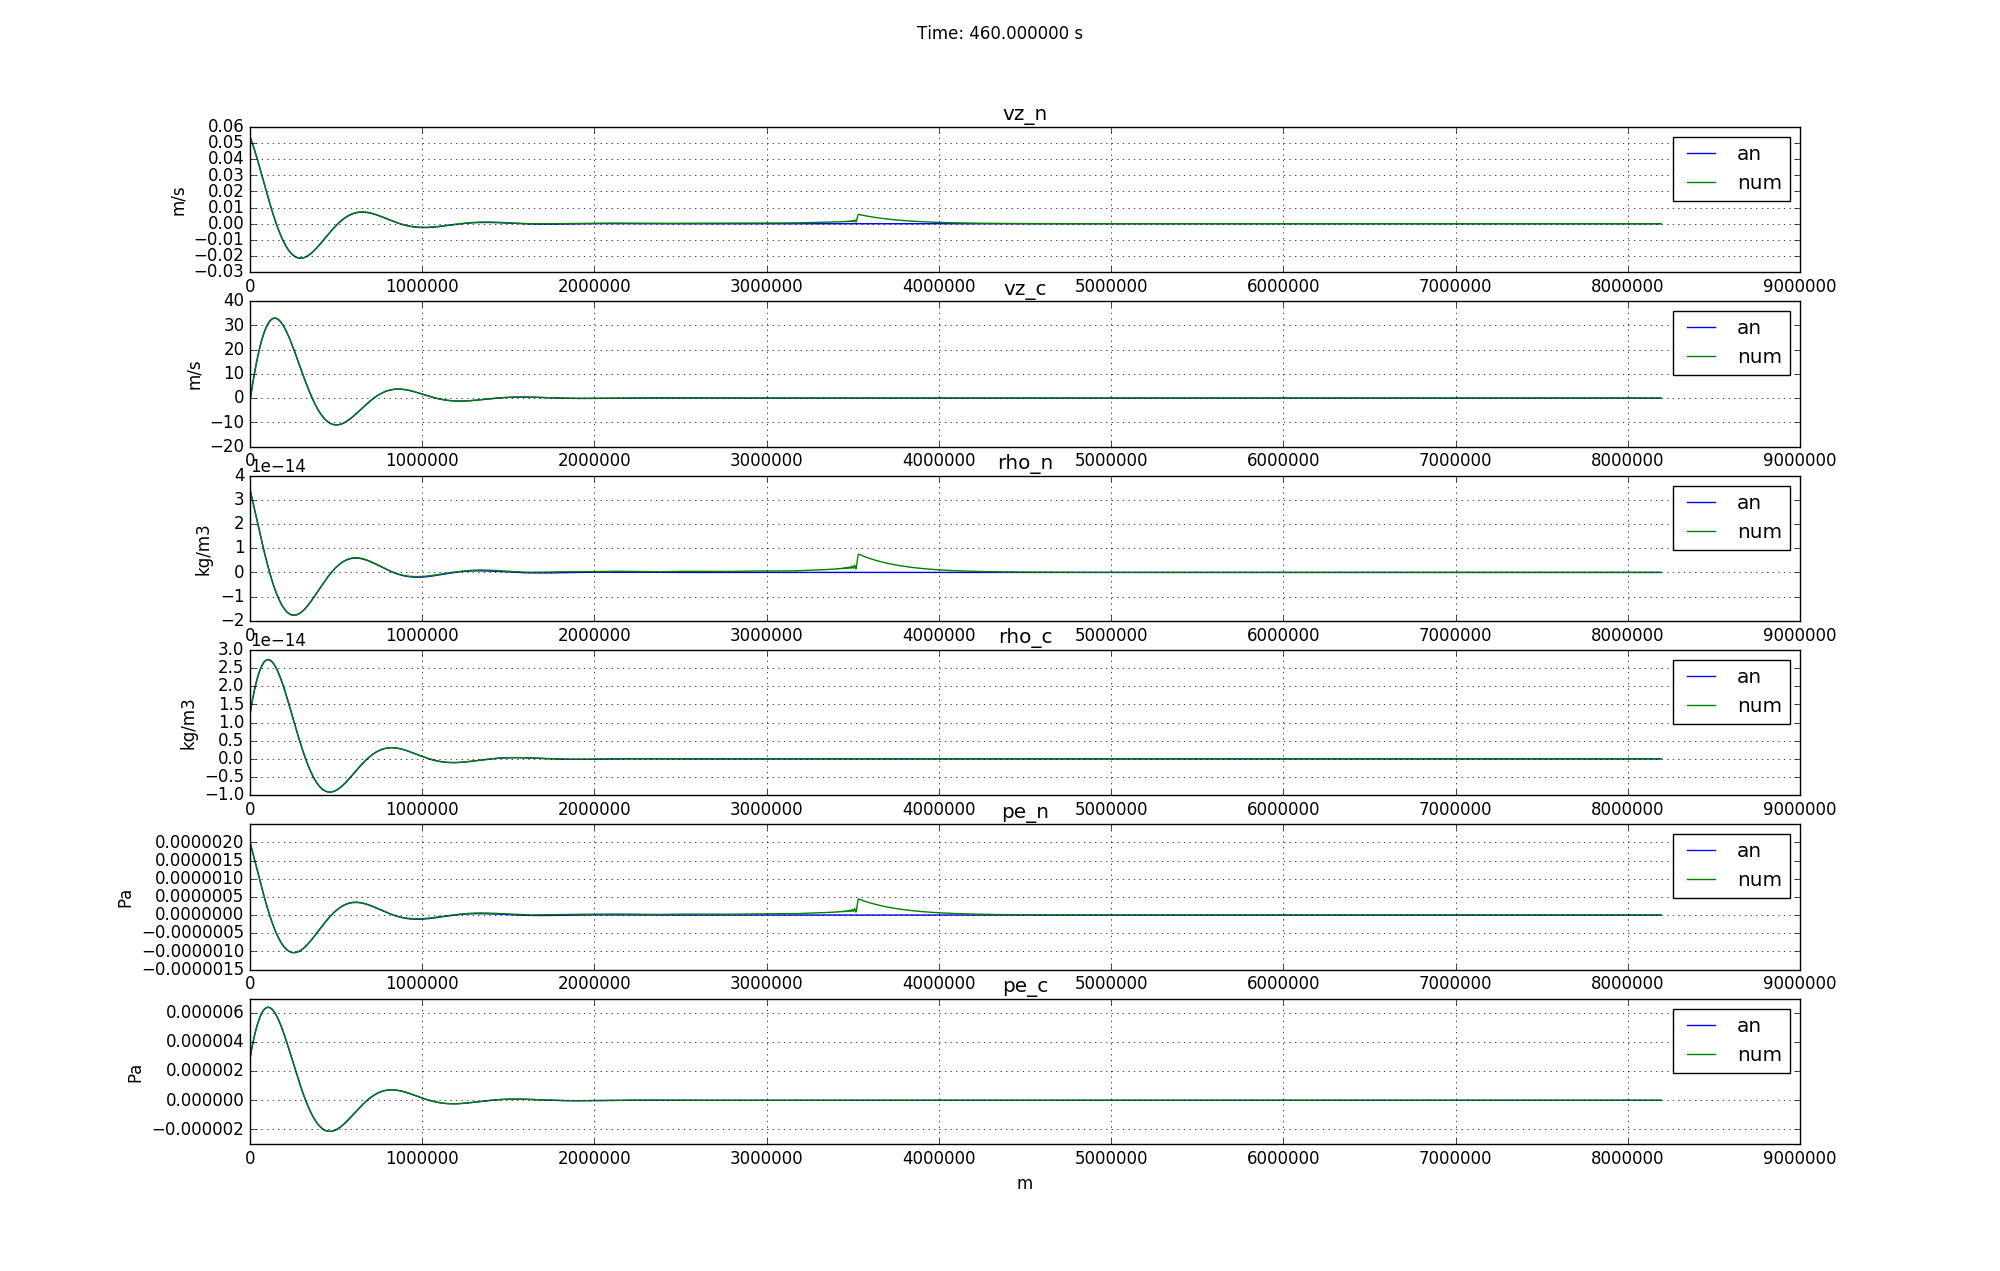 Time: 460.000000 s
vz_n
0.06
0.05
0.04
0.03
0.02
0.01
0.00
−0.01
−0.02
−0.03
m/s
an
num
0 1000000 2000000 3000000 4000000 5000000 6000000 7000000 8000000 9000000
vz_c
40
30
20
10
0
−10
−20
m/s
an
num
0 1000000 2000000 3000000 4000000 5000000 6000000 7000000 8000000 9000000
1e−14
rho_n
4
3
2
1
0
−1
−2
kg/m3
an
num
0 1000000 2000000 3000000 4000000 5000000 6000000 7000000 8000000 9000000
1e−14
rho_c
3.0
2.5
2.0
1.5
1.0
0.5
0.0
−0.5
−1.0
kg/m3
an
num
0 1000000 2000000 3000000 4000000 5000000 6000000 7000000 8000000 9000000
pe_n
0.0000020
0.0000015
0.0000010
0.0000005
0.0000000
−0.0000005
−0.0000010
−0.0000015
Pa
an
num
0 1000000 2000000 3000000 4000000 5000000 6000000 7000000 8000000 9000000
pe_c
0.000006
0.000004
0.000002
0.000000
−0.000002
Pa
an
num
0 1000000 2000000 3000000 4000000 5000000 6000000 7000000 8000000 9000000
m